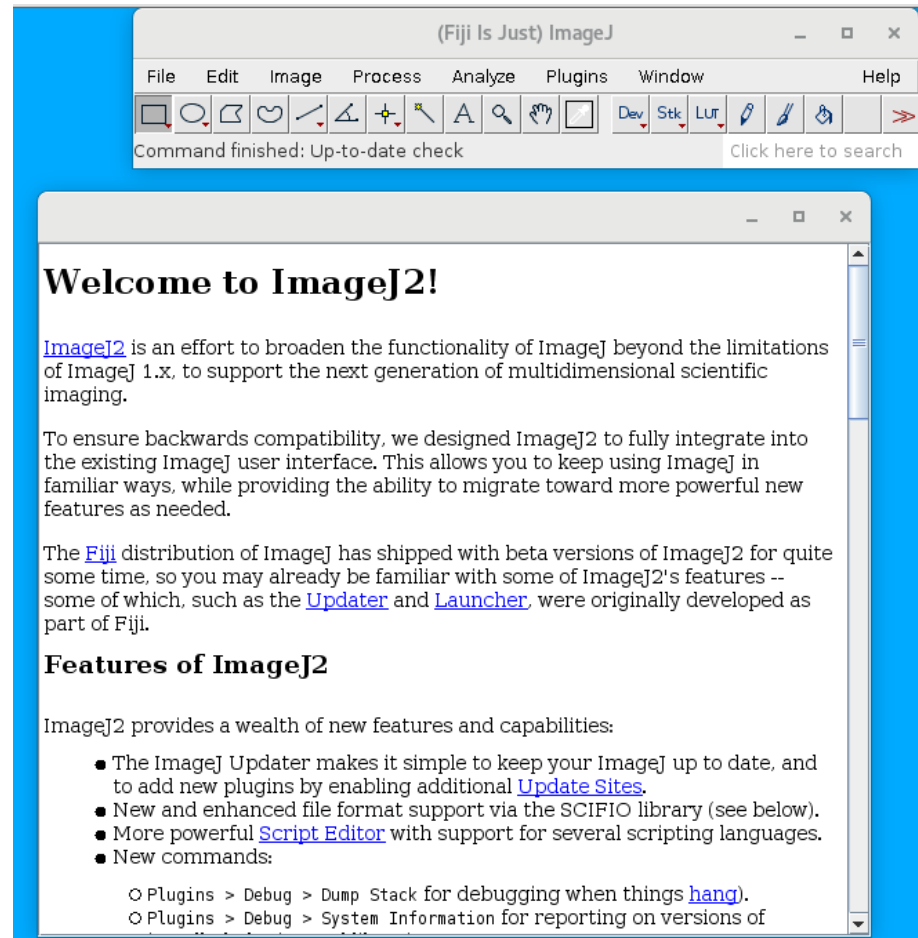 (Fiji Is Just) ImageJ
File Edit Image Process Analyze Plugins Window Help
A Dev Stk LUT
Command finished: Up-to-date check Click here to search
Welcome to ImageJ2!
ImageJ2 is an effort to broaden the functionality of ImageJ beyond the limitations
of ImageJ 1.x, to support the next generation of multidimensional scientific
imaging.
To ensure backwards compatibility, we designed ImageJ2 to fully integrate into
the existing ImageJ user interface. This allows you to keep using ImageJ in
familiar ways, while providing the ability to migrate toward more powerful new
features as needed.
The Fiji distribution of ImageJ has shipped with beta versions of ImageJ2 for quite
some time, so you may already be familiar with some of ImageJ2's features --
some of which, such as the Updater and Launcher, were originally developed as
part of Fiji.
Features of ImageJ2
ImageJ2 provides a wealth of new features and capabilities:
● The ImageJ Updater makes it simple to keep your ImageJ up to date, and
to add new plugins by enabling additional Update Sites.
● New and enhanced file format support via the SCIFIO library (see below).
● More powerful Script Editor with support for several scripting languages.
● New commands:
○ Plugins > Debug > Dump Stack for debugging when things hang).
○ Plugins > Debug > System Information for reporting on versions of